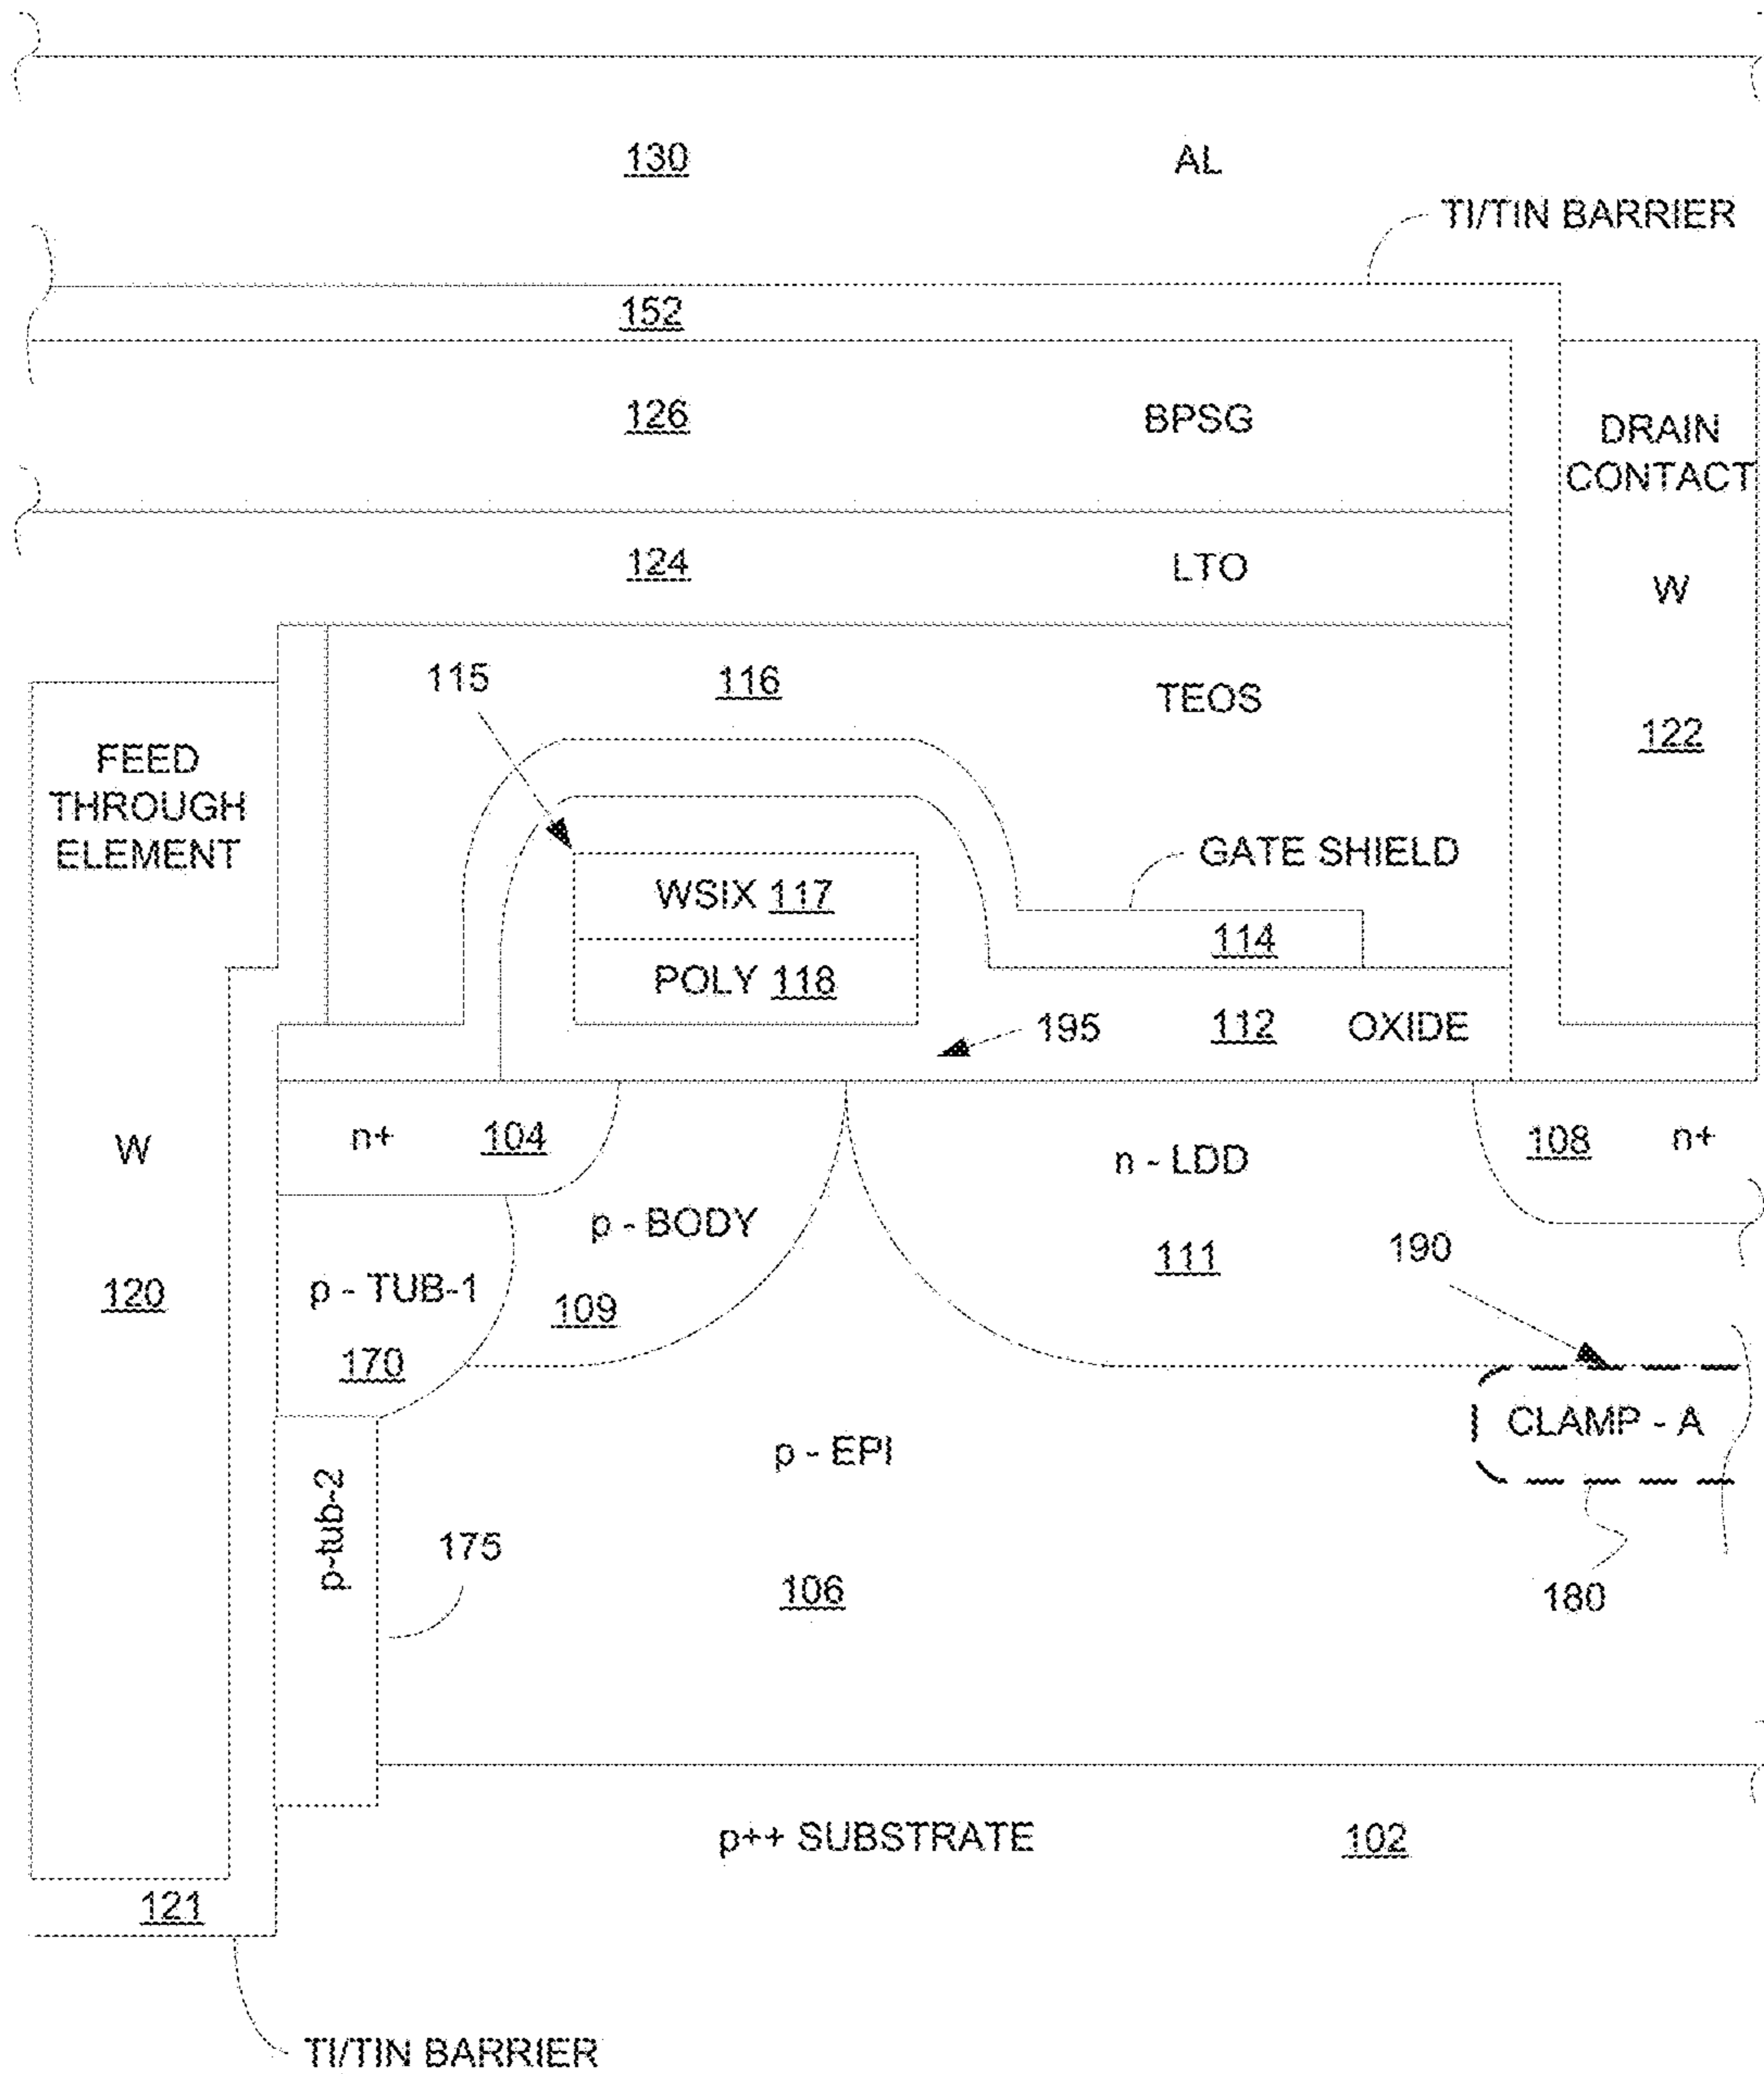 130 AL
TI/TIN BARRIER
152
126 BPSG
DRAIN
CONTACT
124 LTO
W
115 116 TEOS
122
FEED
THROUGH
ELEMENT
GATE SHIELD
WSIX 117
114
POLY 118
195 112 OXIDE
W
n+ 104
n - LDD
108 n+
p - BODY
190
111
120
p - TUB-1
109
170
CLAMP - A
p - EPI
p-tub-2
175
106
180
p++ SUBSTRATE 102
121
TI/TIN BARRIER